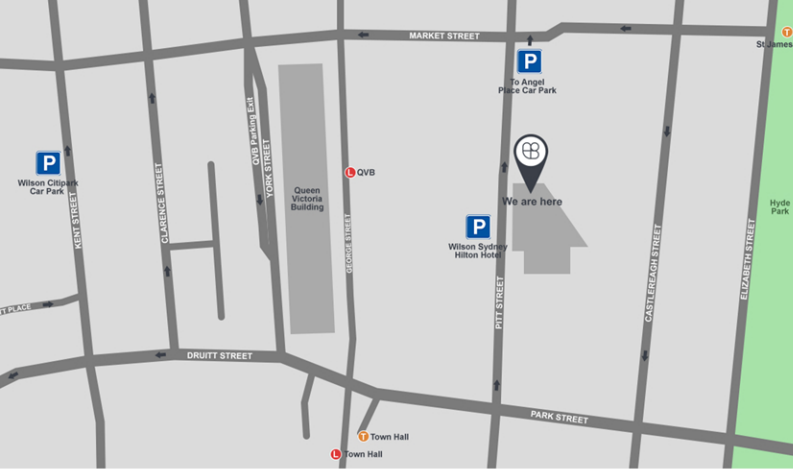 MARKET STREET
T
St James
P
To Angel
Place Car Park
P
Wilson Citipark
Car Park
QVB Parking Exit
YORK STREET
CLARENCE STREET
KENT STREET
L QVB
Queen
Victoria
Building
GEORGE STREET
We are here
Hyde
Park
P
Wilson Sydney
Hilton Hotel
PITT STREET
CASTLEREAGH STREET
ELIZABETH STREET
T PLACE
DRUITT STREET
PARK STREET
T Town Hall
L Town Hall